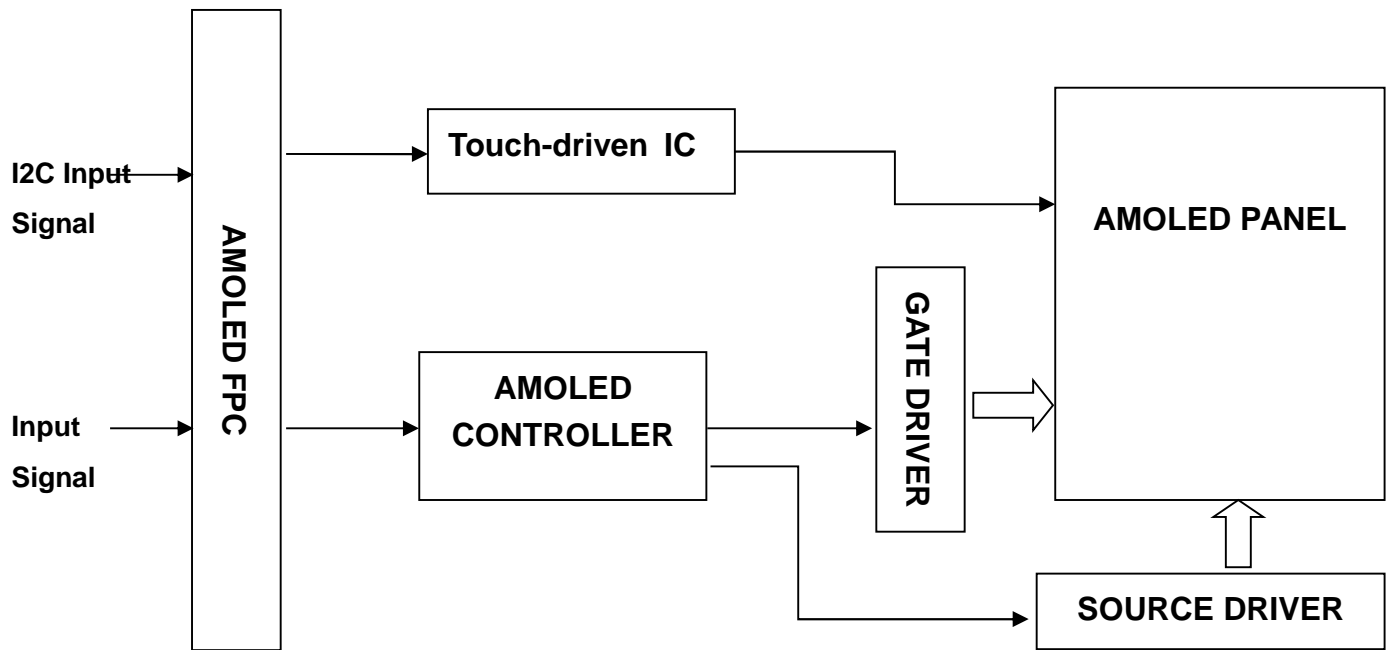 I2C Input
Signal
Input
Signal
AMOLED FPC
Touch-driven IC
AMOLED
CONTROLLER
GATE DRIVER
AMOLED PANEL
SOURCE DRIVER